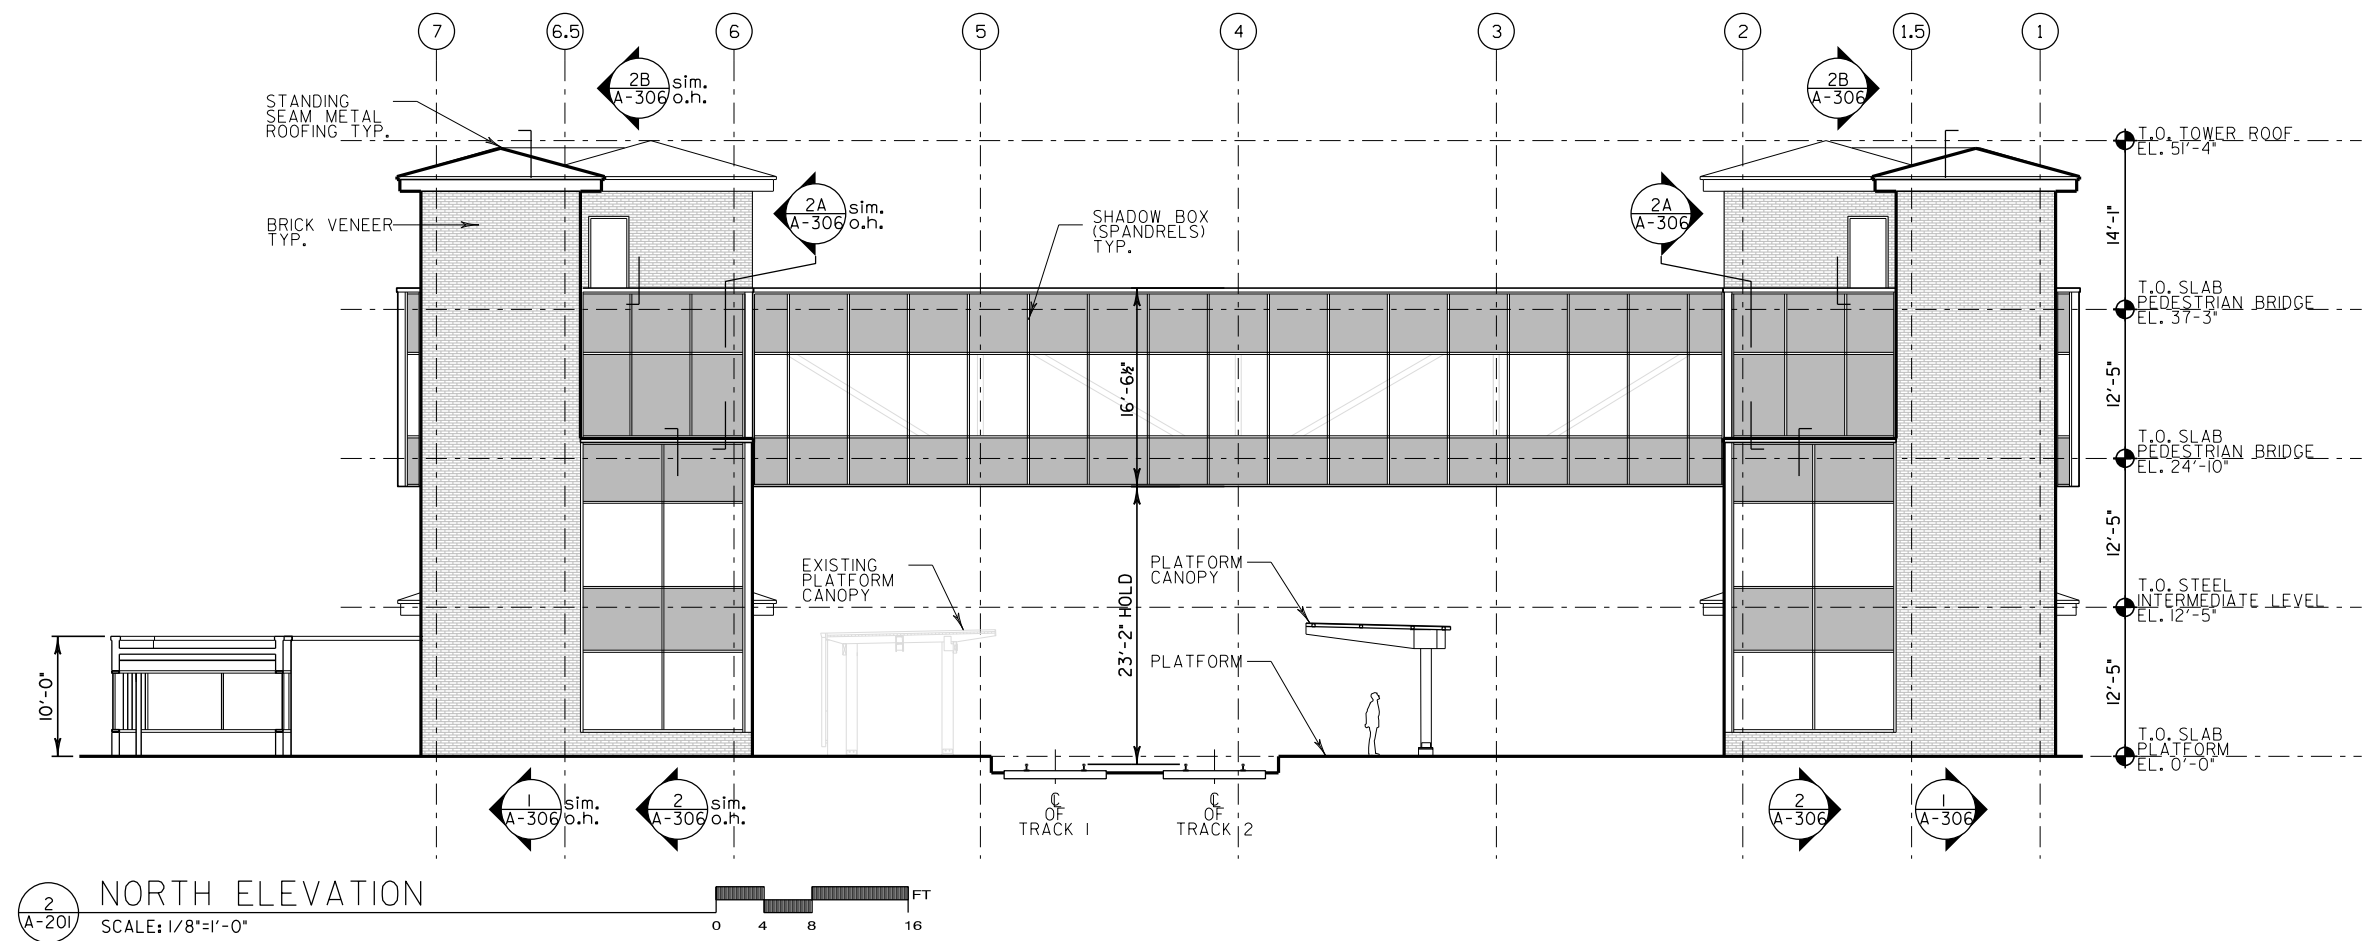 7 6.5 6 5 4 3 2 1.5 1
2B
A-306
sim.
o.h.
2B
A-306
STANDING
SEAM METAL
ROOFING TYP.
T.O. TOWER ROOF
EL. 51'-4"
2A
A-306
sim.
o.h.
SHADOW BOX
(SPANDRELS)
TYP.
2A
A-306
BRICK VENEER
TYP.
14'-1"
T.O. SLAB
PEDESTRIAN BRIDGE
EL. 37'-3"
16'-6½"
12'-5"
T.O. SLAB
PEDESTRIAN BRIDGE
EL. 24'-10"
12'-5"
EXISTING
PLATFORM
CANOPY
PLATFORM
CANOPY
23'-2" HOLD
T.O. STEEL
INTERMEDIATE LEVEL
EL. 12'-5"
PLATFORM
10'-0"
12'-5"
T.O. SLAB
PLATFORM
EL. 0'-0"
1
A-306
sim.
o.h.
2
A-306
sim.
o.h.
℄
OF
TRACK 1
℄
OF
TRACK 2
2
A-306
1
A-306
2
A-201
NORTH ELEVATION
SCALE: 1/8"=1'-0"
0 4 8 16
FT